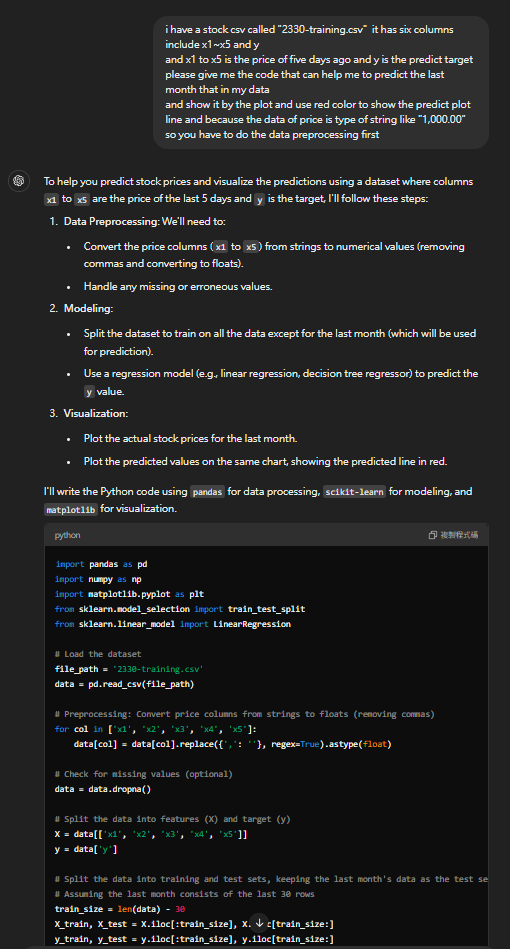 i have a stock csv called "2330-training.csv"  it has six columns
include x1~x5 and y
and x1 to x5 is the price of five days ago and y is the predict target
please give me the code that can help me to predict the last
month that in my data
and show it by the plot and use red color to show the predict plot
line and because the data of price is type of string like "1,000.00"
so you have to do the data preprocessing first
To help you predict stock prices and visualize the predictions using a dataset where columns
x1 to x5 are the price of the last 5 days and y is the target, I'll follow these steps:
1. Data Preprocessing: We'll need to:
• Convert the price columns (x1 to x5) from strings to numerical values (removing
commas and converting to floats).
• Handle any missing or erroneous values.
2. Modeling:
• Split the dataset to train on all the data except for the last month (which will be used
for prediction).
• Use a regression model (e.g., linear regression, decision tree regressor) to predict the
y value.
3. Visualization:
• Plot the actual stock prices for the last month.
• Plot the predicted values on the same chart, showing the predicted line in red.
I'll write the Python code using pandas for data processing, scikit-learn for modeling, and
matplotlib for visualization.
python 複製程式碼
import pandas as pd
import numpy as np
import matplotlib.pyplot as plt
from sklearn.model_selection import train_test_split
from sklearn.linear_model import LinearRegression
# Load the dataset
file_path = '2330-training.csv'
data = pd.read_csv(file_path)
# Preprocessing: Convert price columns from strings to floats (removing commas)
for col in ['x1', 'x2', 'x3', 'x4', 'x5']:
    data[col] = data[col].replace({',': ''}, regex=True).astype(float)
# Check for missing values (optional)
data = data.dropna()
# Split the data into features (X) and target (y)
X = data[['x1', 'x2', 'x3', 'x4', 'x5']]
y = data['y']
# Split the data into training and test sets, keeping the last month's data as the test se
# Assuming the last month consists of the last 30 rows
train_size = len(data) - 30
X_train, X_test = X.iloc[:train_size], X. c[train_size:]
y_train, y_test = y.iloc[:train_size], y.iloc[train_size:]